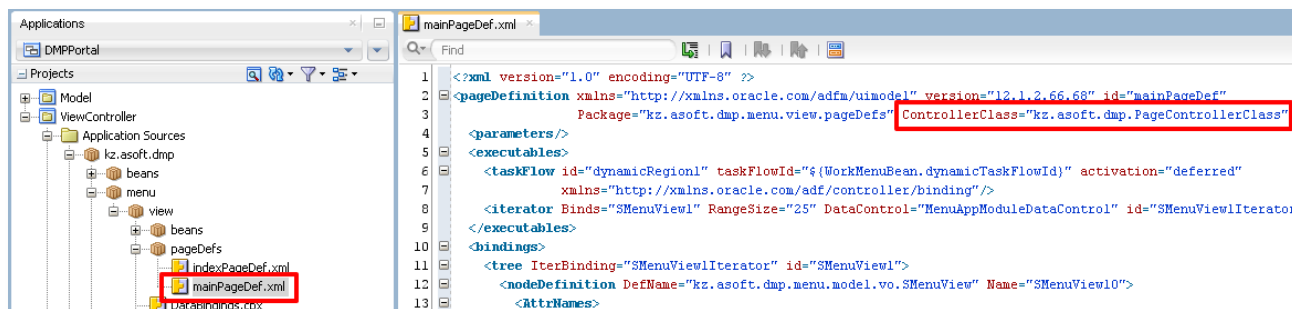 Applications
DMPPortal
Projects
Model
ViewController
Application Sources
kz.asoft.dmp
beans
menu
view
beans
pageDefs
indexPageDef.xml
mainPageDef.xml
DataBindings.cpx
mainPageDef.xml
Find
1 <?xml version="1.0" encoding="UTF-8" ?>
2 <pageDefinition xmlns="http://xmlns.oracle.com/adfm/uimodel" version="12.1.2.66.68" id="mainPageDef"
3 Package="kz.asoft.dmp.menu.view.pageDefs" ControllerClass="kz.asoft.dmp.PageControllerClass"
4 <parameters/>
5 <executables>
6 <taskFlow id="dynamicRegion1" taskFlowId="${WorkMenuBean.dynamicTaskFlowId}" activation="deferred"
7 xmlns="http://xmlns.oracle.com/adf/controller/binding"/>
8 <iterator Binds="SMenuView1" RangeSize="25" DataControl="MenuAppModuleDataControl" id="SMenuView1Iterator
9 </executables>
10 <bindings>
11 <tree IterBinding="SMenuView1Iterator" id="SMenuView1">
12 <nodeDefinition DefName="kz.asoft.dmp.menu.model.vo.SMenuView" Name="SMenuView10">
13 <AttrNames>